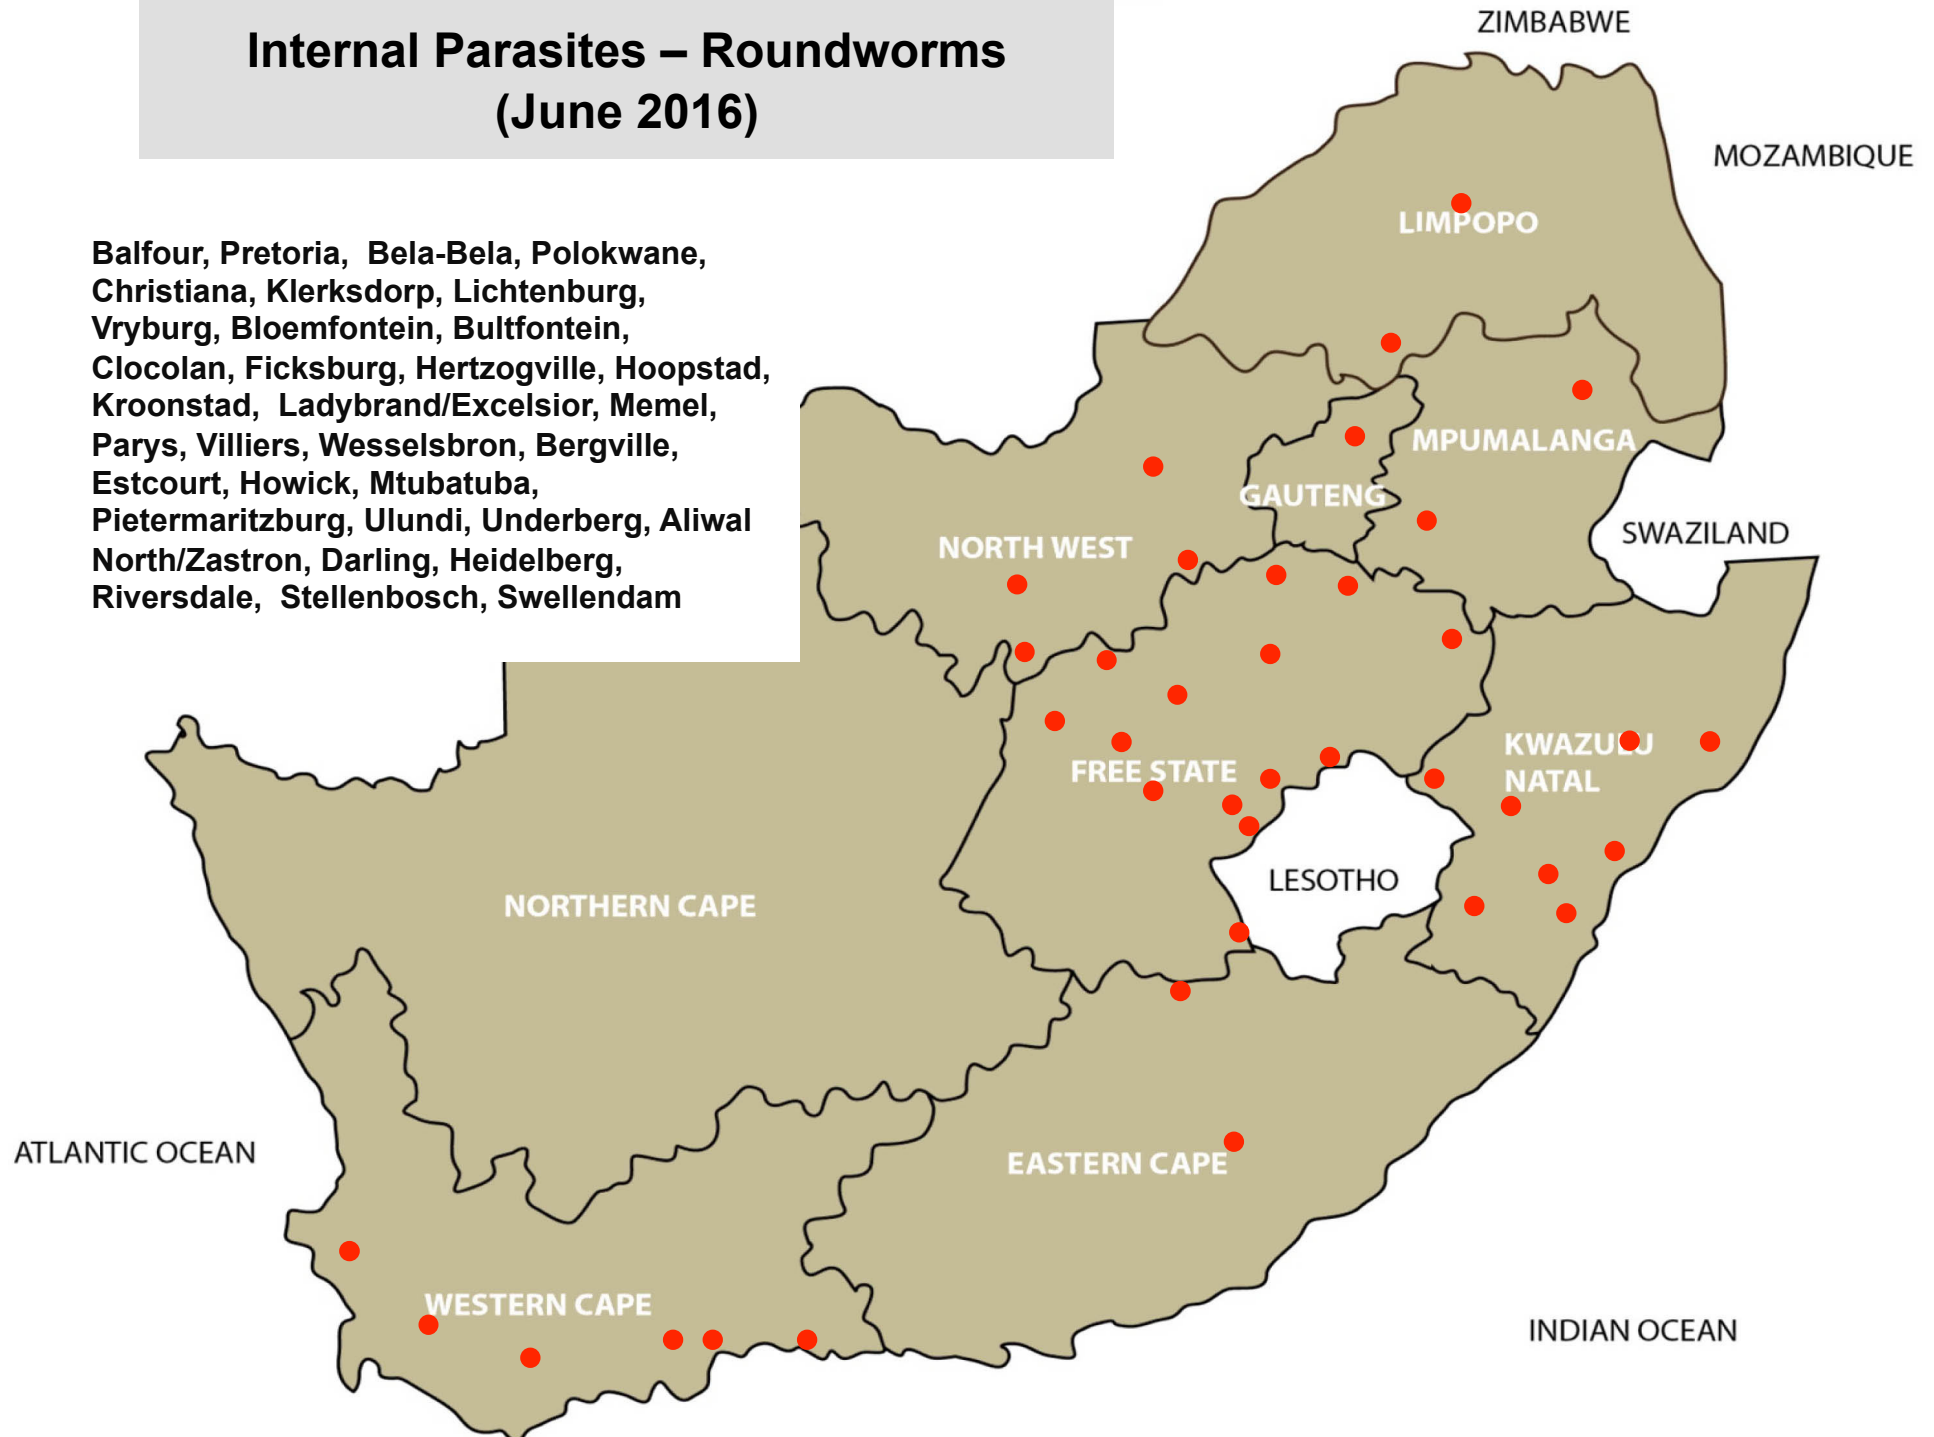 Internal Parasites – Roundworms
(June 2016)
ZIMBABWE
MOZAMBIQUE
LIMPOPO
Balfour, Pretoria,  Bela-Bela, Polokwane,
Christiana, Klerksdorp, Lichtenburg,
Vryburg, Bloemfontein, Bultfontein,
Clocolan, Ficksburg, Hertzogville, Hoopstad,
Kroonstad,  Ladybrand/Excelsior, Memel,
Parys, Villiers, Wesselsbron, Bergville,
Estcourt, Howick, Mtubatuba,
Pietermaritzburg, Ulundi, Underberg, Aliwal
North/Zastron, Darling, Heidelberg,
Riversdale,  Stellenbosch, Swellendam
MPUMALANGA
GAUTENG
SWAZILAND
NORTH WEST
KWAZULU
NATAL
FREE STATE
LESOTHO
NORTHERN CAPE
ATLANTIC OCEAN
EASTERN CAPE
WESTERN CAPE
INDIAN OCEAN